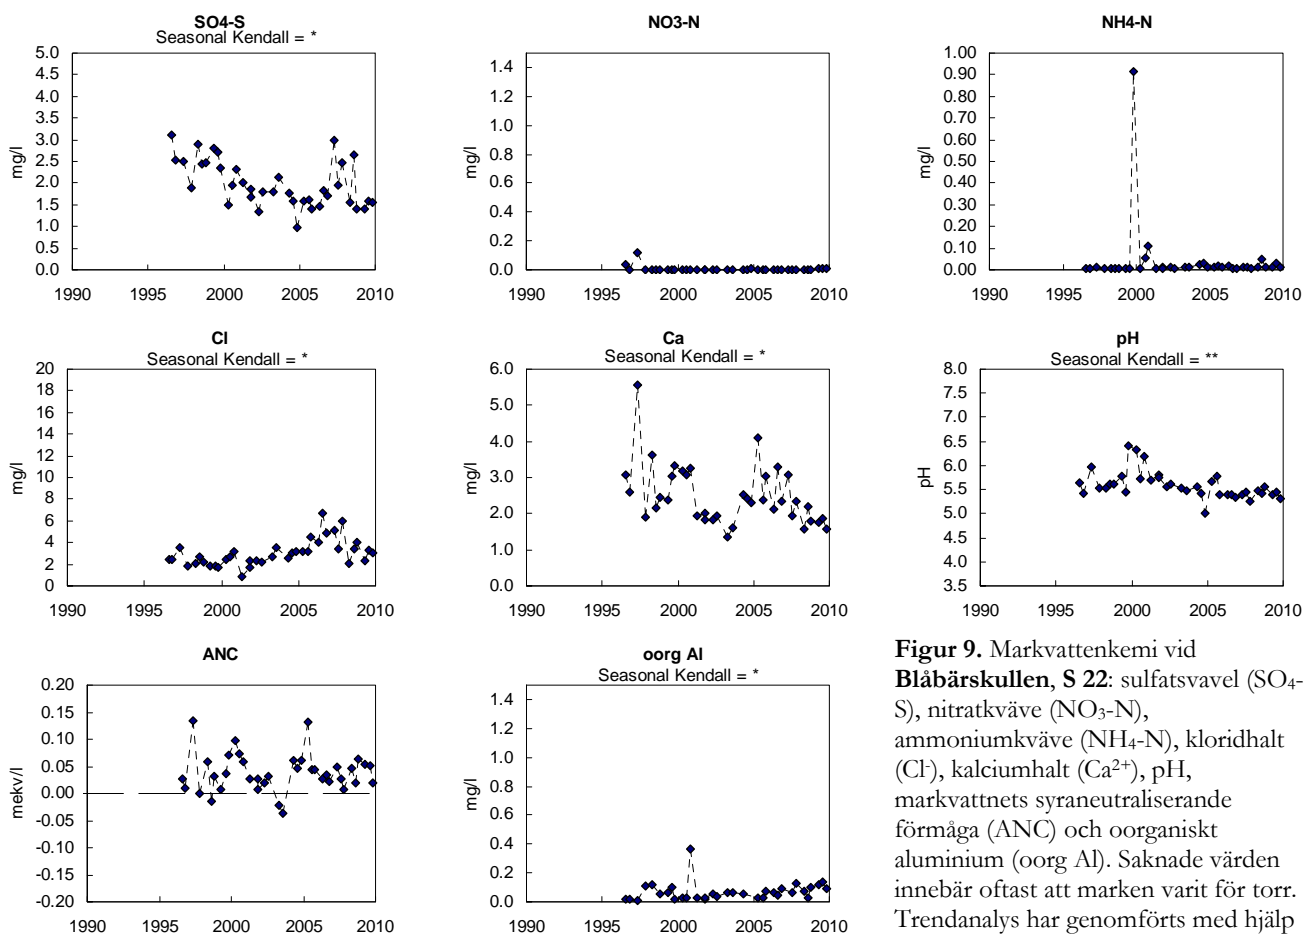 SO4-S
Seasonal Kendall = *
5.0
4.5
4.0
3.5
3.0
2.5
2.0
1.5
1.0
0.5
0.0
mg/l
1990 1995 2000 2005 2010
NO3-N
1.4
1.2
1.0
0.8
0.6
0.4
0.2
0.0
mg/l
1990 1995 2000 2005 2010
NH4-N
1.00
0.90
0.80
0.70
0.60
0.50
0.40
0.30
0.20
0.10
0.00
mg/l
1990 1995 2000 2005 2010
Cl
Seasonal Kendall = *
20
18
16
14
12
10
8
6
4
2
0
mg/l
1990 1995 2000 2005 2010
Ca
Seasonal Kendall = *
6.0
5.0
4.0
3.0
2.0
1.0
0.0
mg/l
1990 1995 2000 2005 2010
pH
Seasonal Kendall = **
8.0
7.5
7.0
6.5
6.0
5.5
5.0
4.5
4.0
3.5
pH
1990 1995 2000 2005 2010
ANC
0.20
0.15
0.10
0.05
0.00
-0.05
-0.10
-0.15
-0.20
mekv/l
1990 1995 2000 2005 2010
oorg Al
Seasonal Kendall = *
1.4
1.2
1.0
0.8
0.6
0.4
0.2
0.0
mg/l
1990 1995 2000 2005 2010
Figur 9. Markvattenkemi vid
Blåbärskullen, S 22: sulfatsvavel (SO₄-
S), nitratkväve (NO₃-N),
ammoniumkväve (NH₄-N), kloridhalt
(Cl⁻), kalciumhalt (Ca²⁺), pH,
markvattnets syraneutraliserande
förmåga (ANC) och oorganiskt
aluminium (oorg Al). Saknade värden
innebär oftast att marken varit för torr.
Trendanalys har genomförts med hjälp